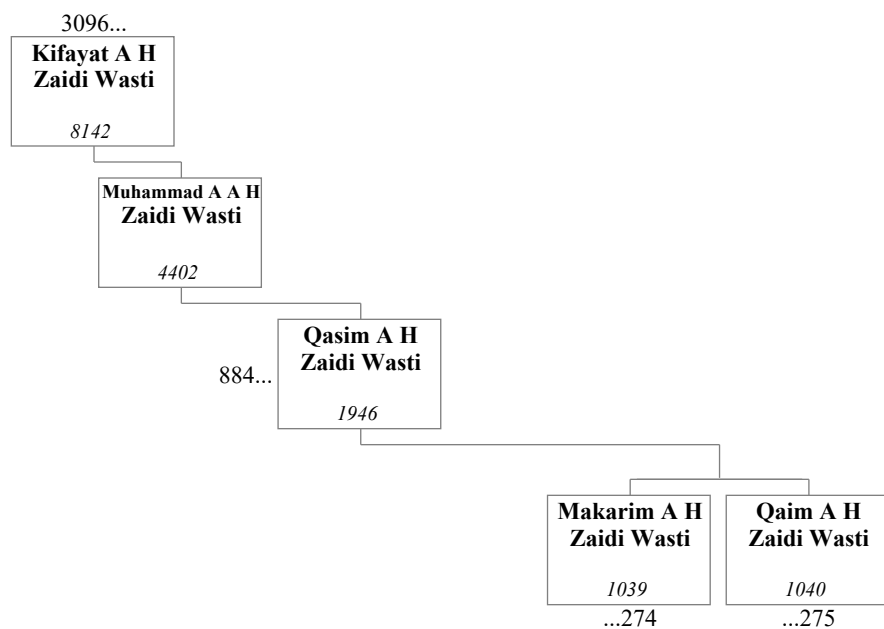 3096...
Kifayat A H
Zaidi Wasti
8142
Muhammad A A H
Zaidi Wasti
4402
Qasim A H
Zaidi Wasti
884...
1946
Makarim A H
Zaidi Wasti
1039
...274
Qaim A H
Zaidi Wasti
1040
...275